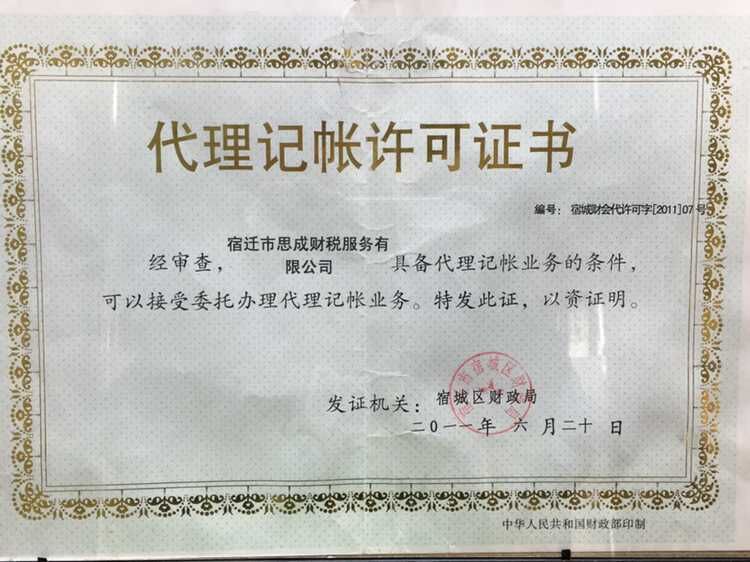 代理记帐许可证书
编号： 宿城财会代许可字[2011]07号
宿迁市思成财税服务有
限公司
经审查， 具备代理记帐业务的条件，
可以接受委托办理代理记帐业务。特发此证，以资证明。
发证机关：宿城区财政局
二0一一年 六 月二十 日
中华人民共和国财政部印制